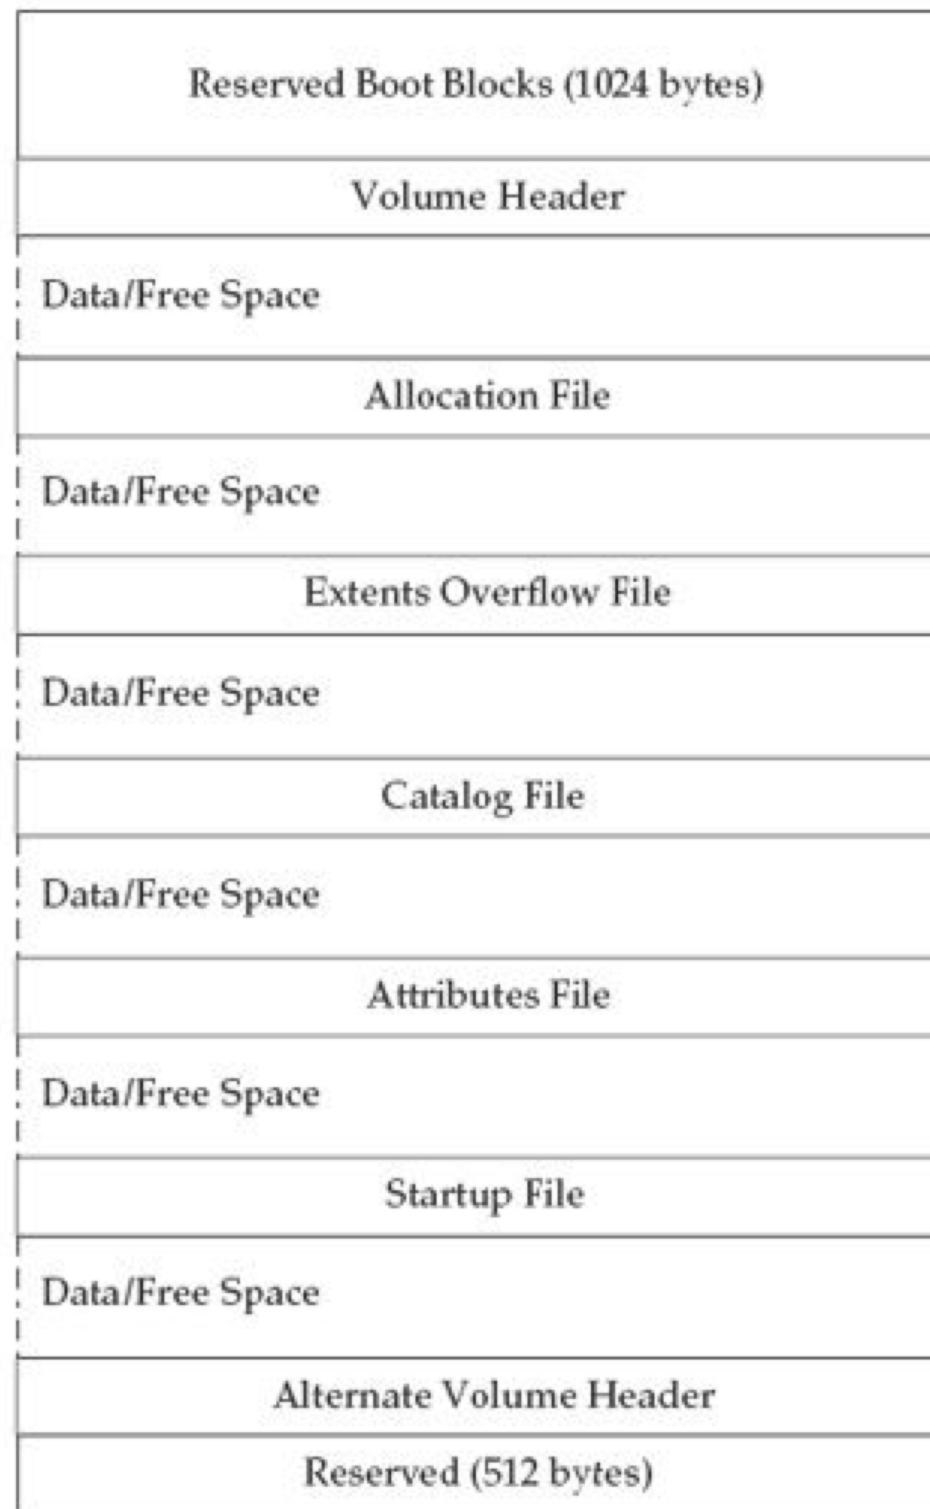 Reserved Boot Blocks (1024 bytes)
Volume Header
Data/Free Space
Allocation File
Data/Free Space
Extents Overflow File
Data/Free Space
Catalog File
Data/Free Space
Attributes File
Data/Free Space
Startup File
Data/Free Space
Alternate Volume Header
Reserved (512 bytes)